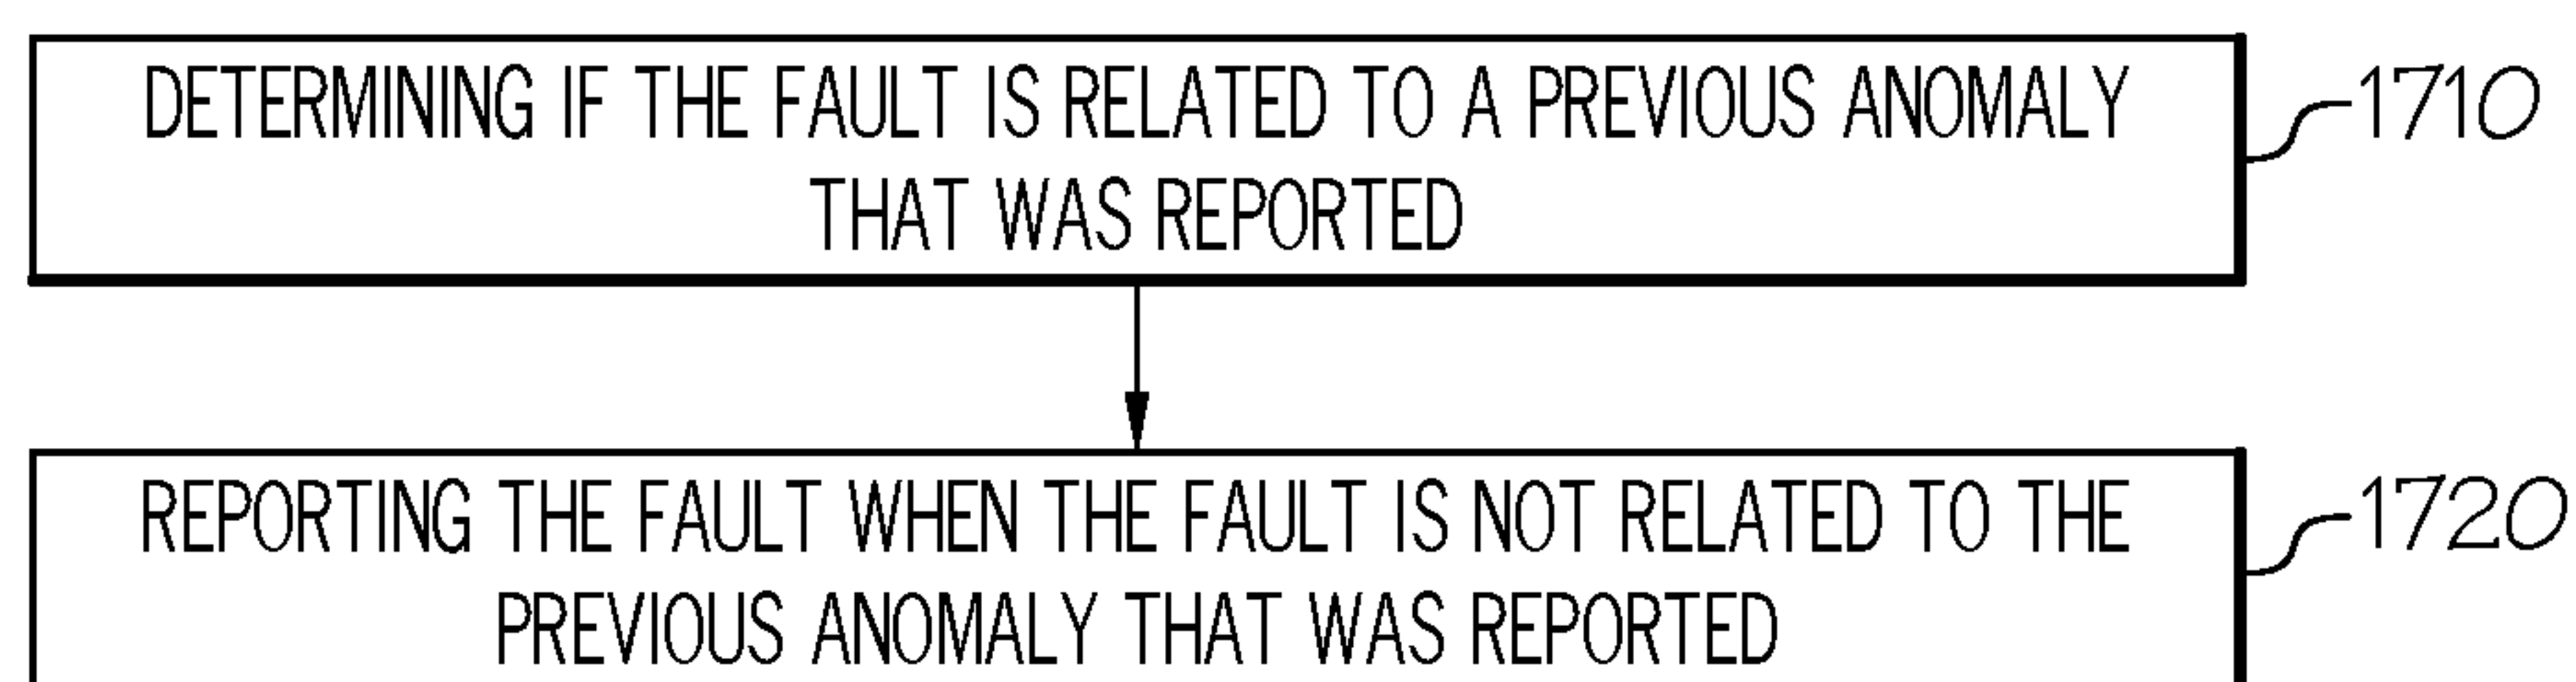 DETERMINING IF THE FAULT IS RELATED TO A PREVIOUS ANOMALY
THAT WAS REPORTED
1710
REPORTING THE FAULT WHEN THE FAULT IS NOT RELATED TO THE
PREVIOUS ANOMALY THAT WAS REPORTED
1720